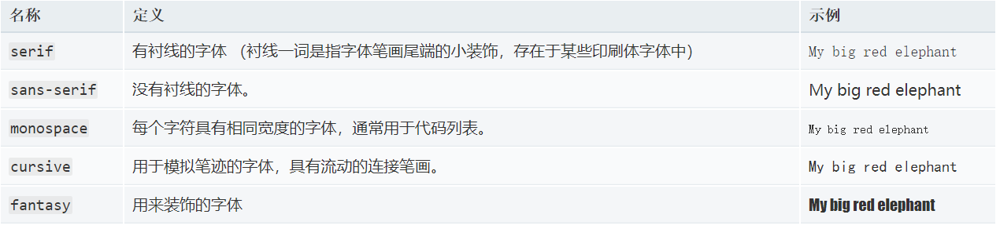 名称 定义 示例
serif 有衬线的字体 （衬线一词是指字体笔画尾端的小装饰，存在于某些印刷体字体中） My big red elephant
sans-serif 没有衬线的字体。 My big red elephant
monospace 每个字符具有相同宽度的字体，通常用于代码列表。 My big red elephant
cursive 用于模拟笔迹的字体，具有流动的连接笔画。 My big red elephant
fantasy 用来装饰的字体 My big red elephant